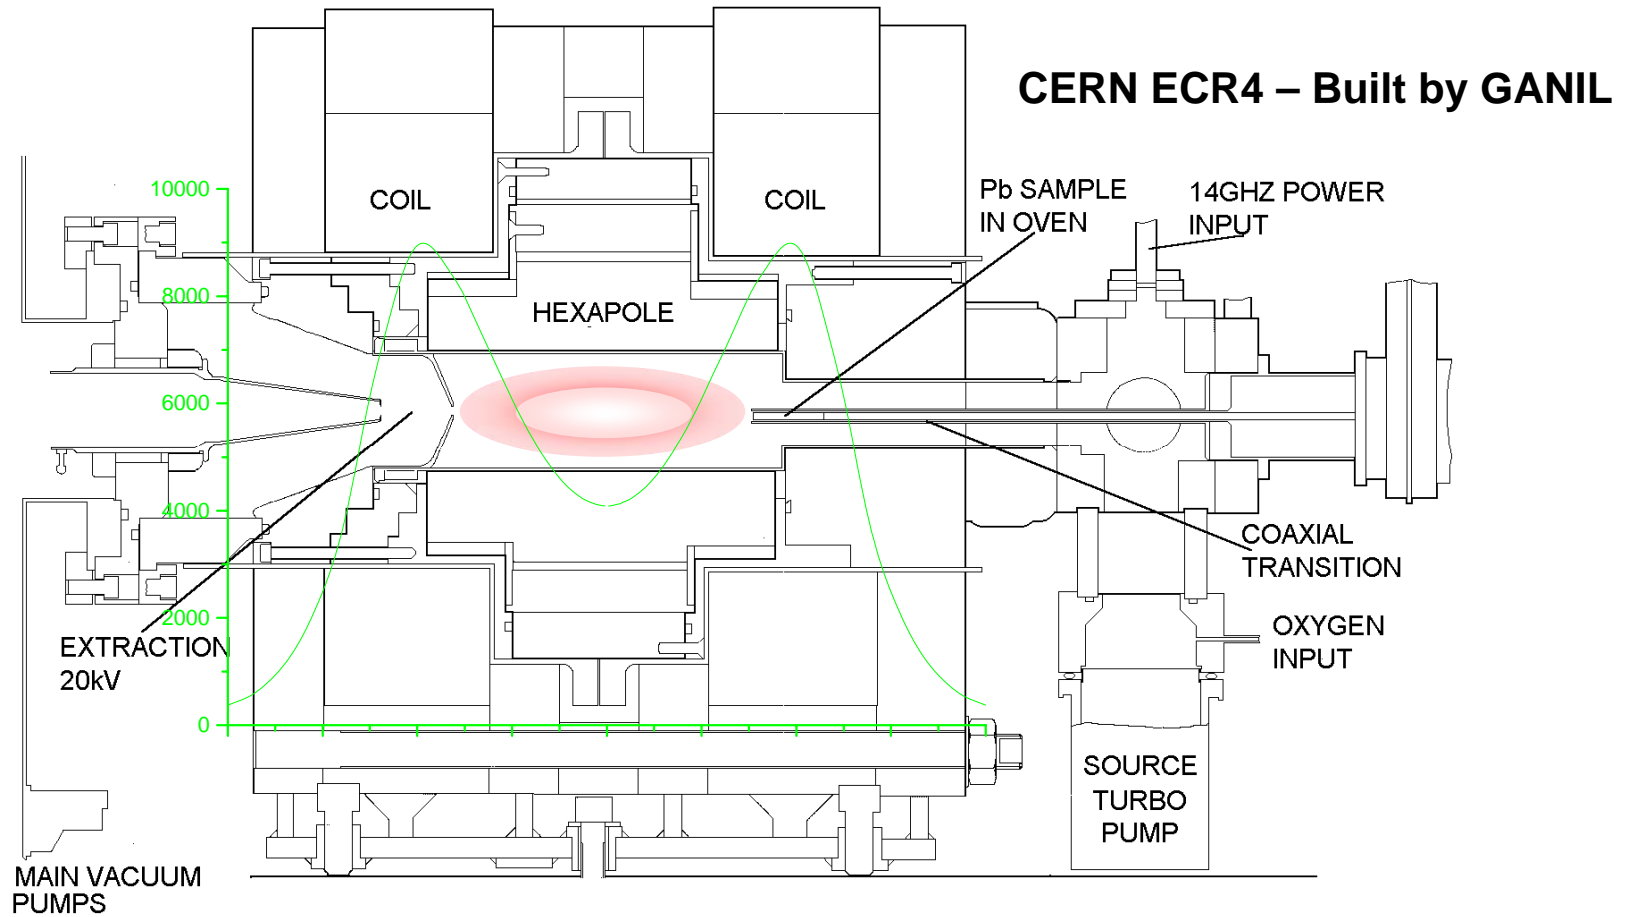 CERN ECR4 – Built by GANIL
COIL
COIL
Pb SAMPLE
IN OVEN
14GHZ POWER
INPUT
10000
8000
6000
4000
2000
0
HEXAPOLE
COAXIAL
TRANSITION
EXTRACTION
20kV
OXYGEN
INPUT
SOURCE
TURBO
PUMP
MAIN VACUUM
PUMPS